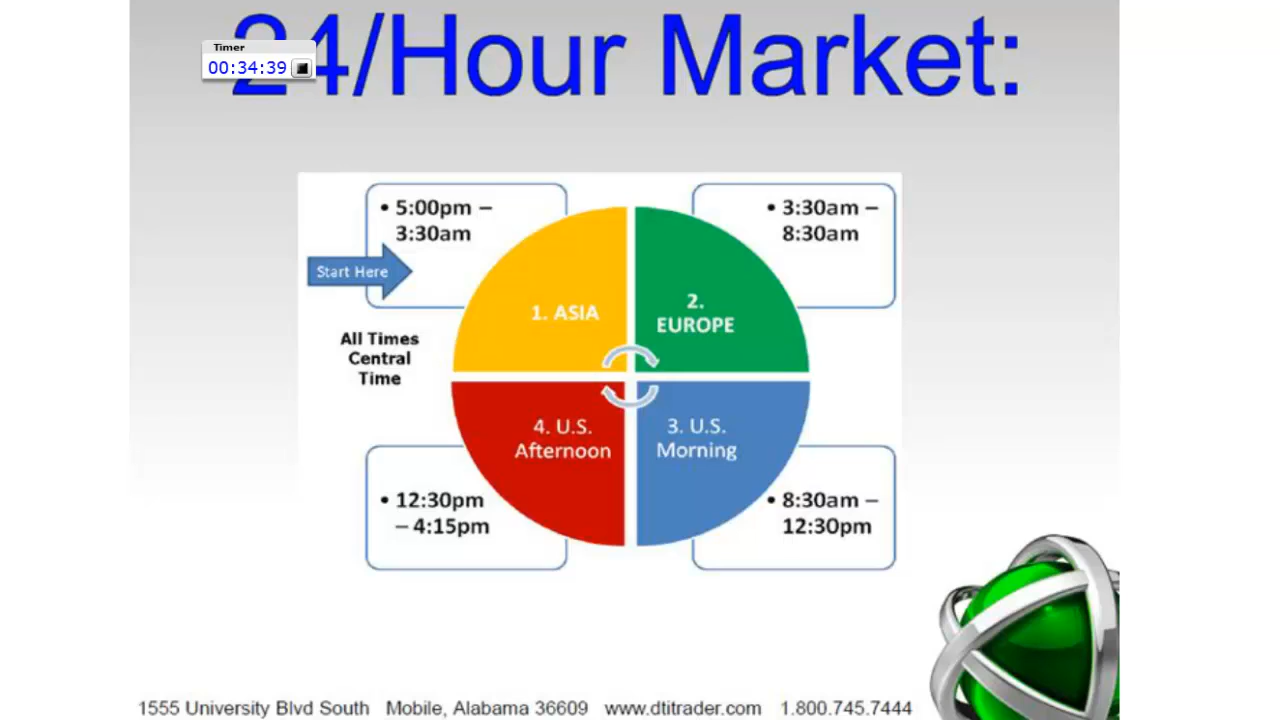 24/Hour Market:
Timer
00:34:39
• 5:00pm –
3:30am
• 3:30am –
8:30am
Start Here
1. ASIA
2.
EUROPE
All Times
Central
Time
4. U.S.
Afternoon
3. U.S.
Morning
• 12:30pm
– 4:15pm
• 8:30am –
12:30pm
1555 University Blvd South Mobile, Alabama 36609 www.dtitrader.com 1.800.745.7444